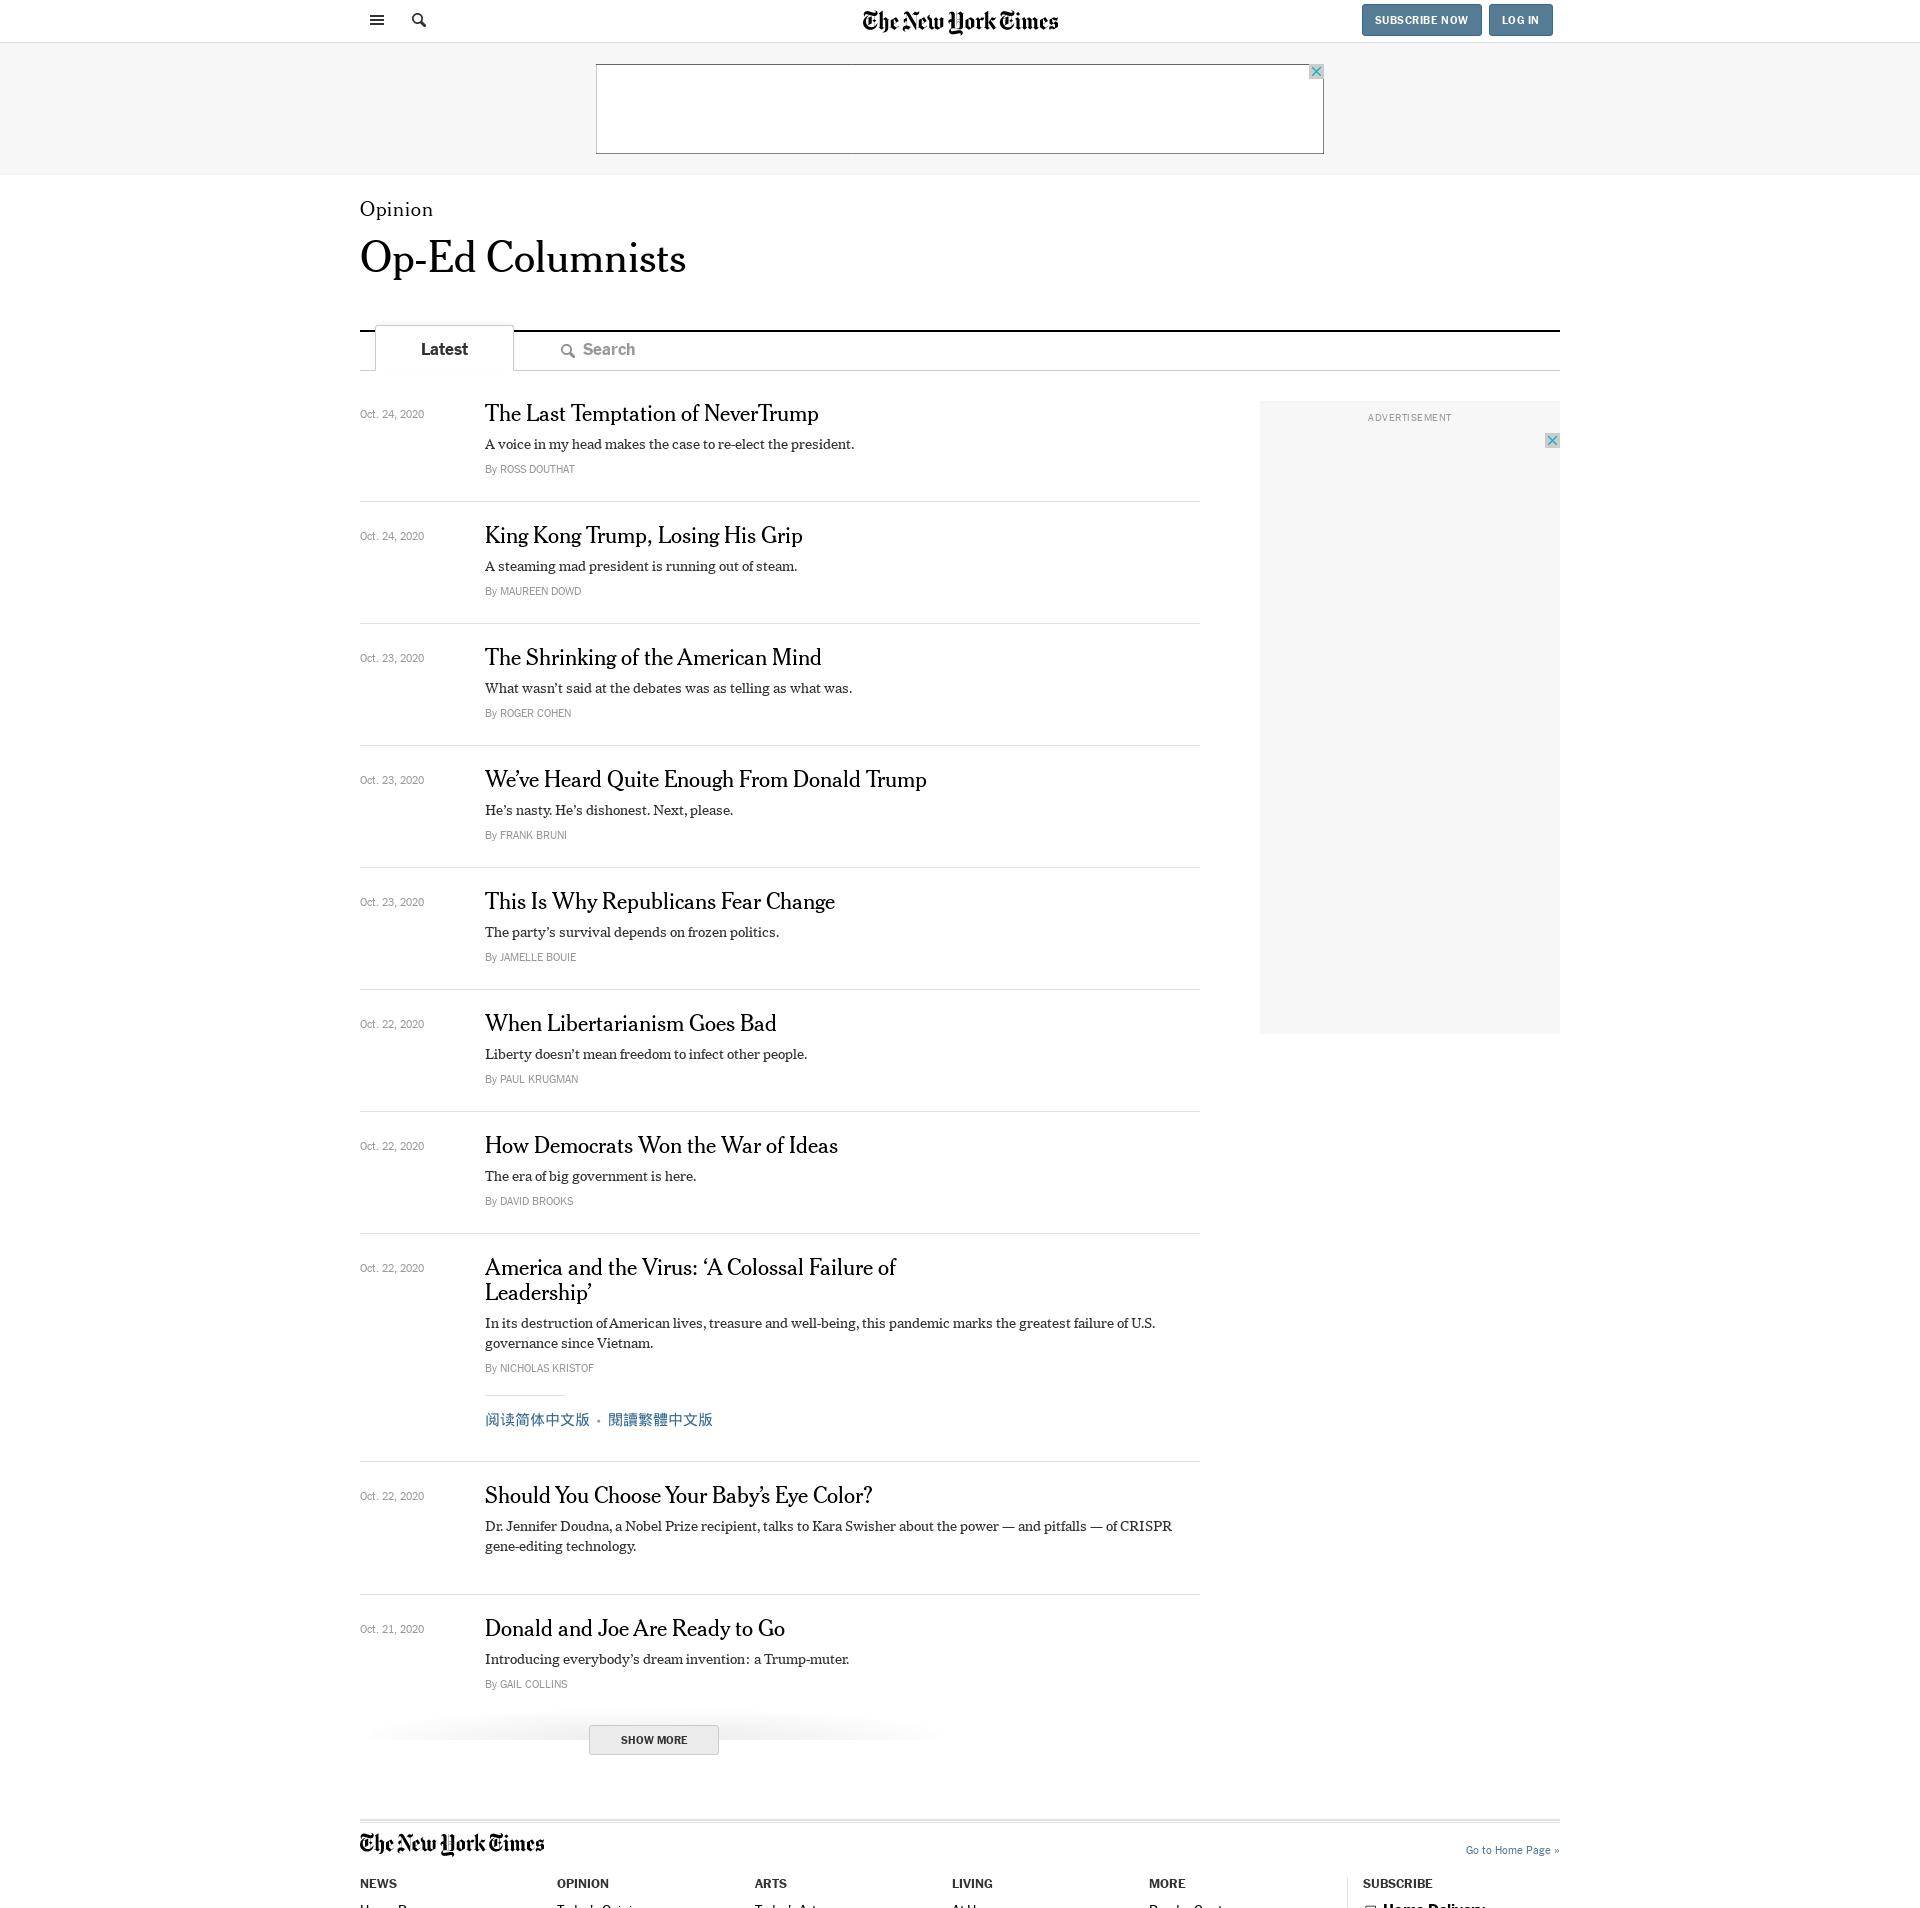 The New York Times
SUBSCRIBE NOW
LOG IN
Opinion
Op-Ed Columnists
Latest
Search
Oct. 24, 2020
The Last Temptation of NeverTrump
A voice in my head makes the case to re-elect the president.
By ROSS DOUTHAT
ADVERTISEMENT
Oct. 24, 2020
King Kong Trump, Losing His Grip
A steaming mad president is running out of steam.
By MAUREEN DOWD
Oct. 23, 2020
The Shrinking of the American Mind
What wasn’t said at the debates was as telling as what was.
By ROGER COHEN
Oct. 23, 2020
We’ve Heard Quite Enough From Donald Trump
He’s nasty. He’s dishonest. Next, please.
By FRANK BRUNI
Oct. 23, 2020
This Is Why Republicans Fear Change
The party’s survival depends on frozen politics.
By JAMELLE BOUIE
Oct. 22, 2020
When Libertarianism Goes Bad
Liberty doesn’t mean freedom to infect other people.
By PAUL KRUGMAN
Oct. 22, 2020
How Democrats Won the War of Ideas
The era of big government is here.
By DAVID BROOKS
Oct. 22, 2020
America and the Virus: ‘A Colossal Failure of
Leadership’
In its destruction of American lives, treasure and well-being, this pandemic marks the greatest failure of U.S.
governance since Vietnam.
By NICHOLAS KRISTOF
阅读简体中文版 • 閱讀繁體中文版
Oct. 22, 2020
Should You Choose Your Baby’s Eye Color?
Dr. Jennifer Doudna, a Nobel Prize recipient, talks to Kara Swisher about the power — and pitfalls — of CRISPR
gene-editing technology.
Oct. 21, 2020
Donald and Joe Are Ready to Go
Introducing everybody’s dream invention: a Trump-muter.
By GAIL COLLINS
SHOW MORE
The New York Times
Go to Home Page »
NEWS
OPINION
ARTS
LIVING
MORE
SUBSCRIBE
Home Delivery